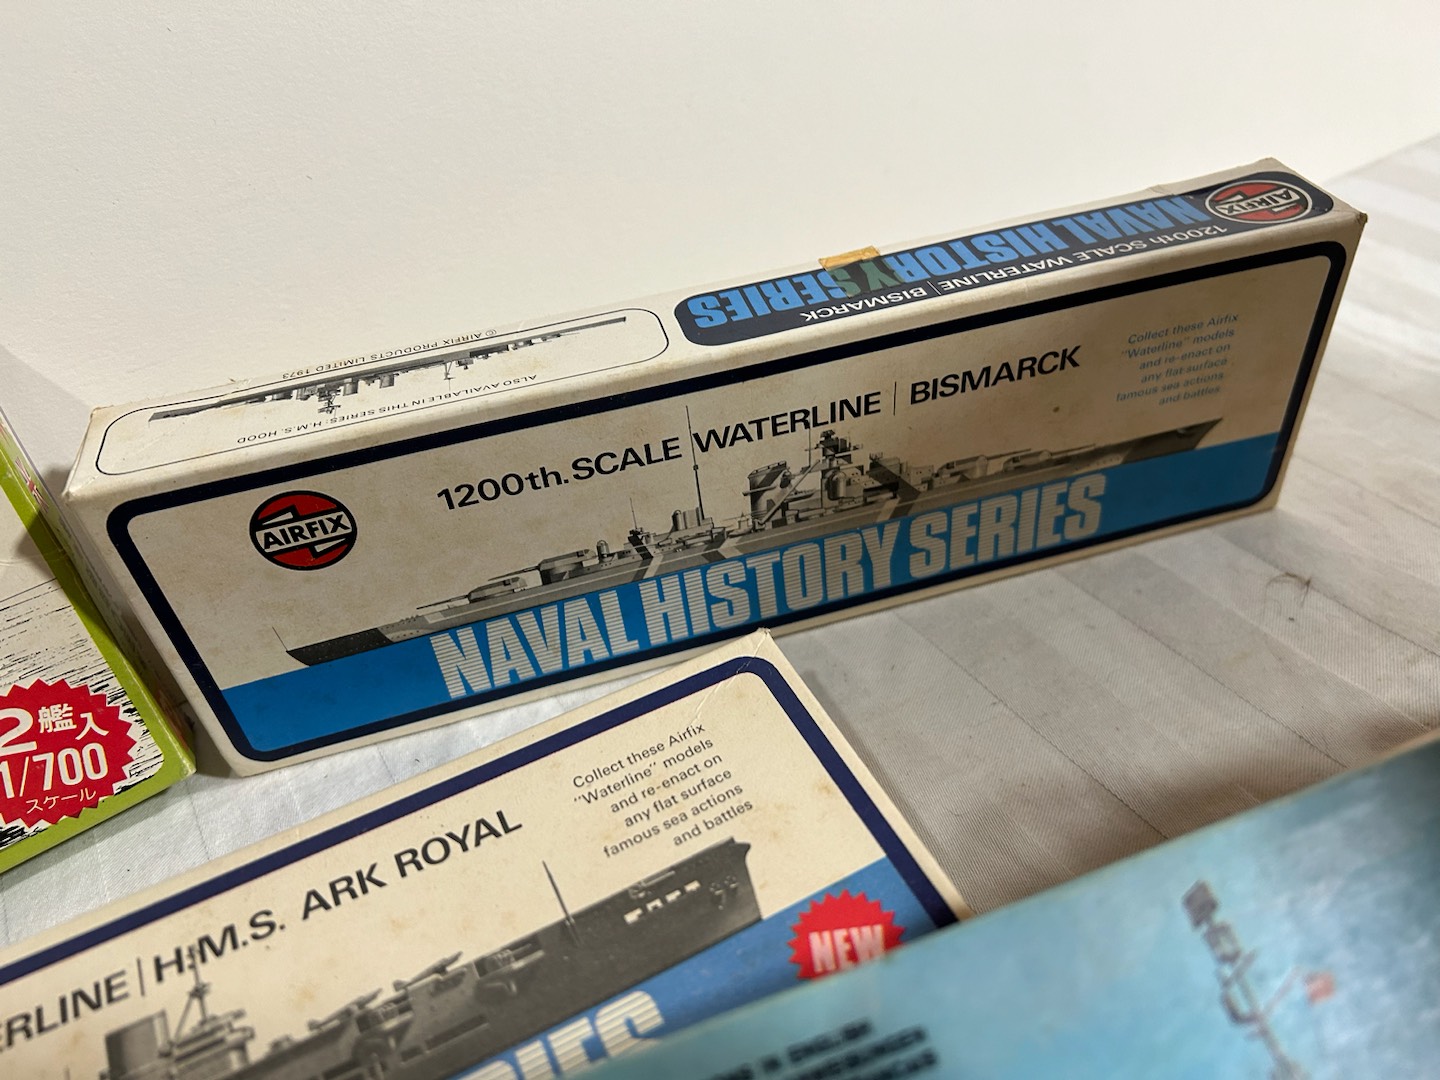 AIRFIX
NAVAL HISTORY SERIES
1200th SCALE WATERLINE | BISMARCK
© AIRFIX PRODUCTS LIMITED 1973
ALSO AVAILABLE IN THIS SERIES: H.M.S. HOOD
AIRFIX
1200th. SCALE WATERLINE | BISMARCK
Collect these Airfix
"Waterline" models
and re-enact on
any flat surface
famous sea actions
and battles
NAVAL HISTORY SERIES
2艦入
1/700
スケール
ERLINE | H.M.S. ARK ROYAL
Collect these Airfix
"Waterline" models
and re-enact on
any flat surface
famous sea actions
and battles
NEW
RIES
IN ENGLISH